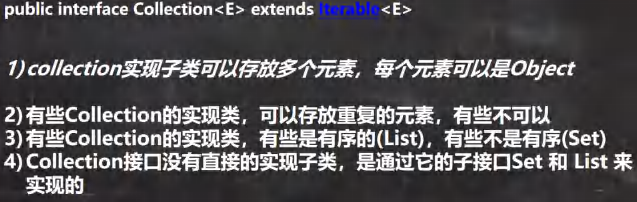 public interface Collection<E> extends Iterable<E>
1)collection实现子类可以存放多个元素，每个元素可以是Object
2)有些Collection的实现类，可以存放重复的元素，有些不可以
3)有些Collection的实现类，有些是有序的(List)，有些不是有序(Set)
4)Collection接口没有直接的实现子类，是通过它的子接口Set 和 List 来
实现的